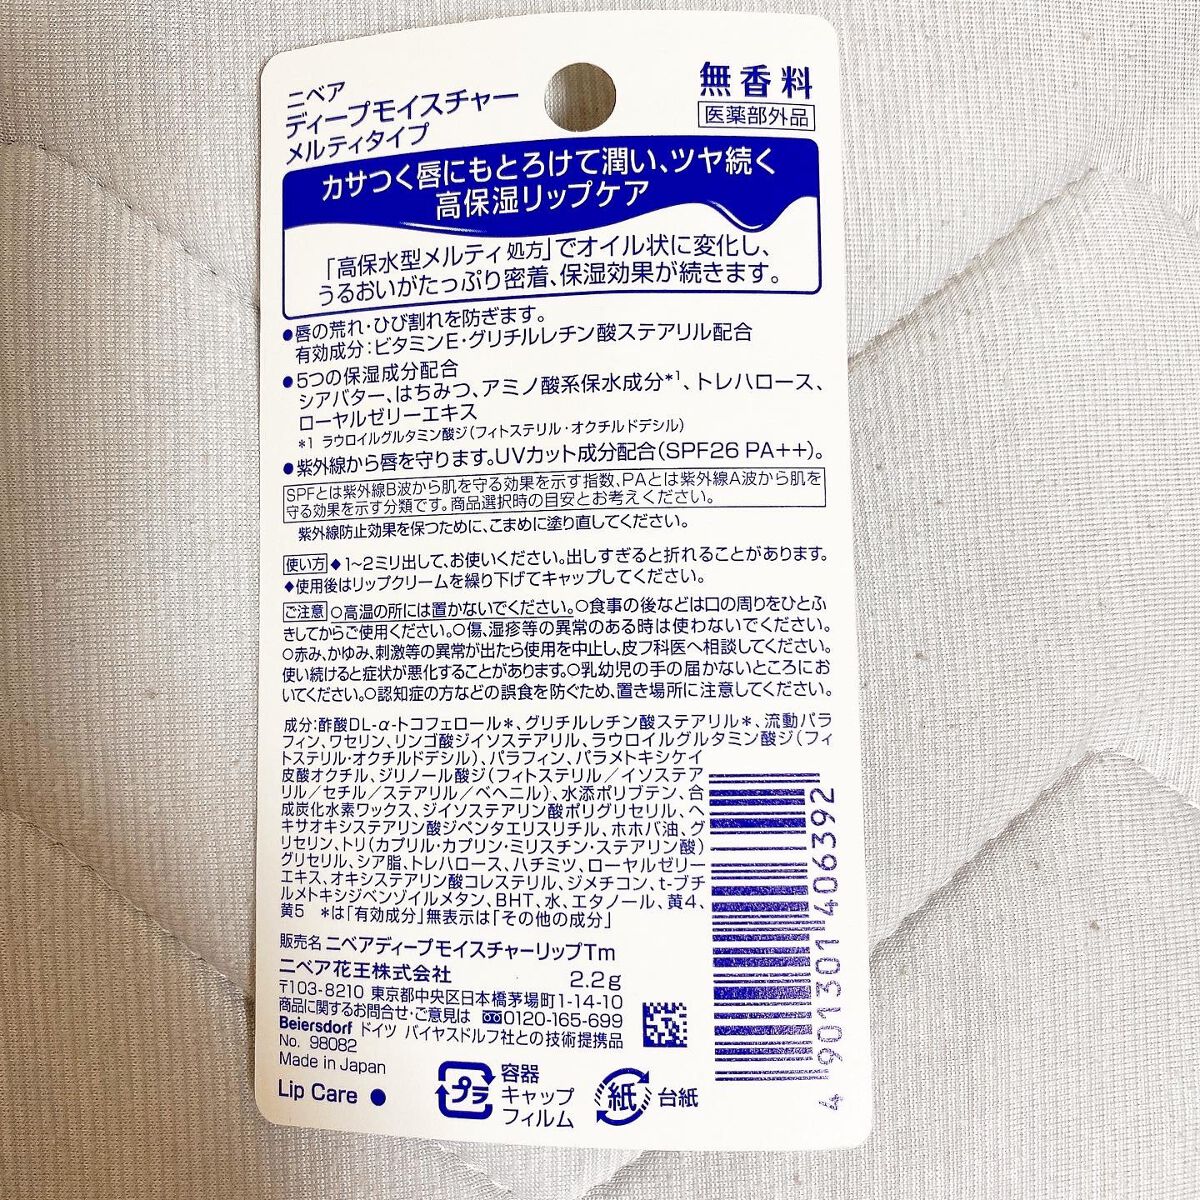 ニベア
ディープモイスチャー
メルティタイプ
無香料
医薬部外品
カサつく唇にもとろけて潤い、ツヤ続く
高保湿リップケア
「高保水型メルティ処方」でオイル状に変化し、
うるおいがたっぷり密着、保湿効果が続きます。
●唇の荒れ・ひび割れを防ぎます。
有効成分:ビタミンE・グリチルレチン酸ステアリル配合
●5つの保湿成分配合
シアバター、はちみつ、アミノ酸系保水成分*1、トレハロース、
ローヤルゼリーエキス
*1 ラウロイルグルタミン酸ジ(フィトステリル・オクチルドデシル)
●紫外線から唇を守ります。UVカット成分配合(SPF26 PA++)。
SPFとは紫外線B波から肌を守る効果を示す指数、PAとは紫外線A波から肌を
守る効果を示す分類です。商品選択時の目安とお考えください。
紫外線防止効果を保つために、こまめに塗り直してください。
使い方 ◆1~2ミリ出して、お使いください。出しすぎると折れることがあります。
◆使用後はリップクリームを繰り下げてキャップしてください。
ご注意 ○高温の所には置かないでください。○食事の後などは口の周りをひとふ
きしてからご使用ください。○傷、湿疹等の異常のある時は使わないでください。
○赤み、かゆみ、刺激等の異常が出たら使用を中止し、皮フ科医へ相談してください。
使い続けると症状が悪化することがあります。○乳幼児の手の届かないところにお
いてください。○認知症の方などの誤食を防ぐため、置き場所に注意してください。
成分:酢酸DL-α-トコフェロール*、グリチルレチン酸ステアリル*、流動パラ
フィン、ワセリン、リンゴ酸ジイソステアリル、ラウロイルグルタミン酸ジ(フィ
トステリル・オクチルドデシル)、パラフィン、パラメトキシケイ
皮酸オクチル、ジリノール酸ジ(フィトステリル/イソステア
リル/セチル/ステアリル/ベヘニル)、水添ポリブテン、合
成炭化水素ワックス、ジイソステアリン酸ポリグリセリル、ヘ
キサオキシステアリン酸ジペンタエリスリチル、ホホバ油、グ
リセリン、トリ(カプリル・カプリン・ミリスチン・ステアリン酸)
グリセリル、シア脂、トレハロース、ハチミツ、ローヤルゼリー
エキス、オキシステアリン酸コレステリル、ジメチコン、t-ブチ
ルメトキシジベンゾイルメタン、BHT、水、エタノール、黄4、
黄5 *は「有効成分」無表示は「その他の成分」
販売名 ニベアディープモイスチャーリップTm
ニベア花王株式会社 2.2g
〒103-8210 東京都中央区日本橋茅場町1-14-10
商品に関するお問合せ・ご意見は 0120-165-699
Beiersdorf ドイツ バイヤスドルフ社との技術提携品
No. 98082
Made in Japan
Lip Care ●
プラ
容器
キャップ
フィルム
紙
台紙
4 901301 406392